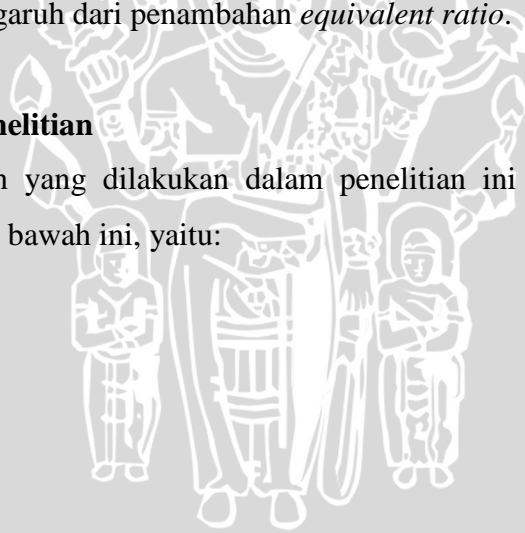 garuh dari penambahan equivalent ratio.
nelitian
n yang dilakukan dalam penelitian ini
bawah ini, yaitu: